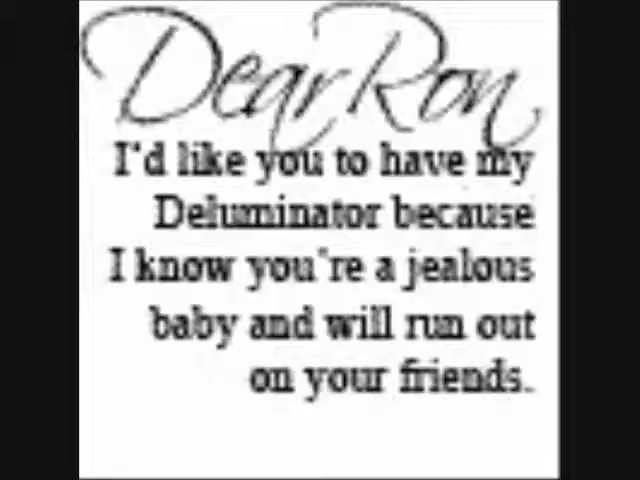 Dear Ron
I'd like you to have my
Deluminator because
I know you're a jealous
baby and will run out
on your friends.